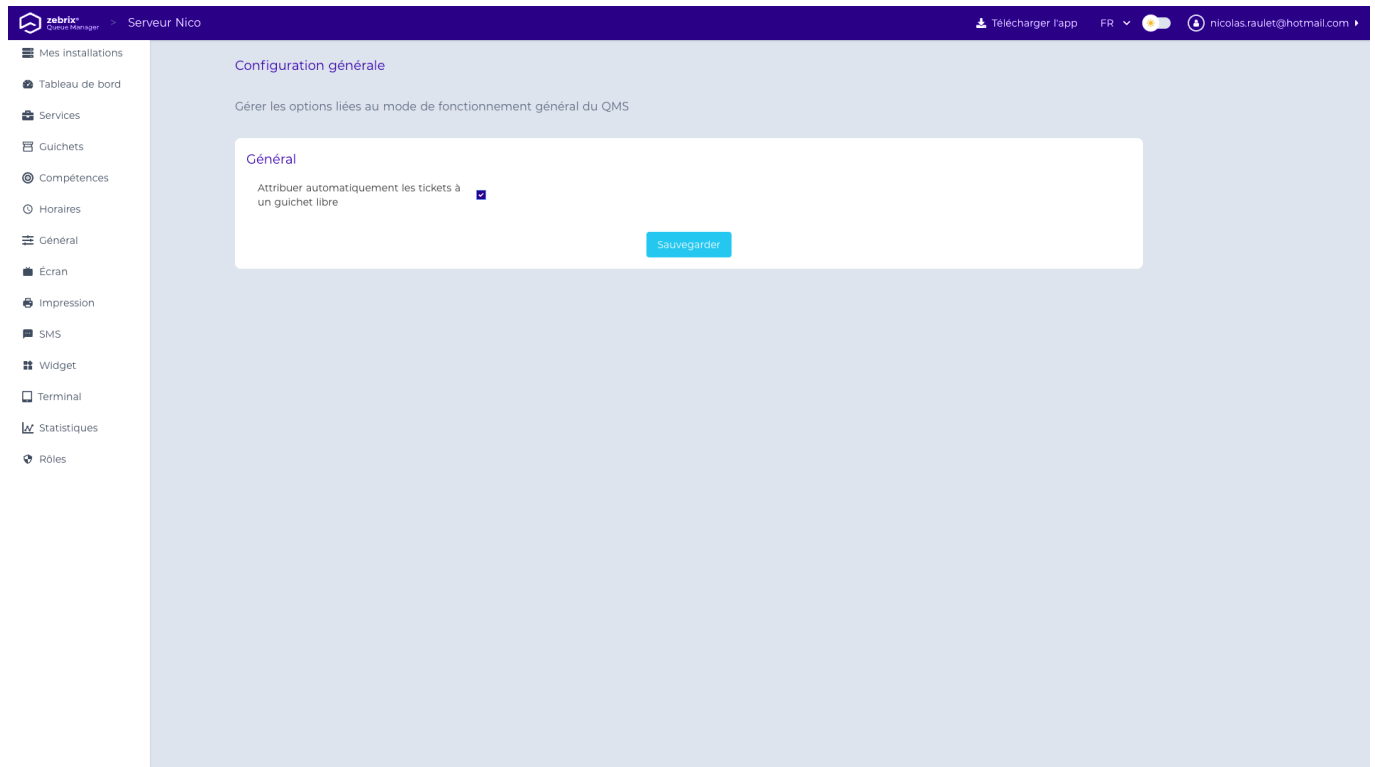 zebrix®
Queue Manager
> Serveur Nico
Télécharger l'app
FR
nicolas.raulet@hotmail.com
Mes installations
Tableau de bord
Services
Guichets
Compétences
Horaires
Général
Écran
Impression
SMS
Widget
Terminal
Statistiques
Rôles
Configuration générale
Gérer les options liées au mode de fonctionnement général du QMS
Général
Attribuer automatiquement les tickets à
un guichet libre
Sauvegarder